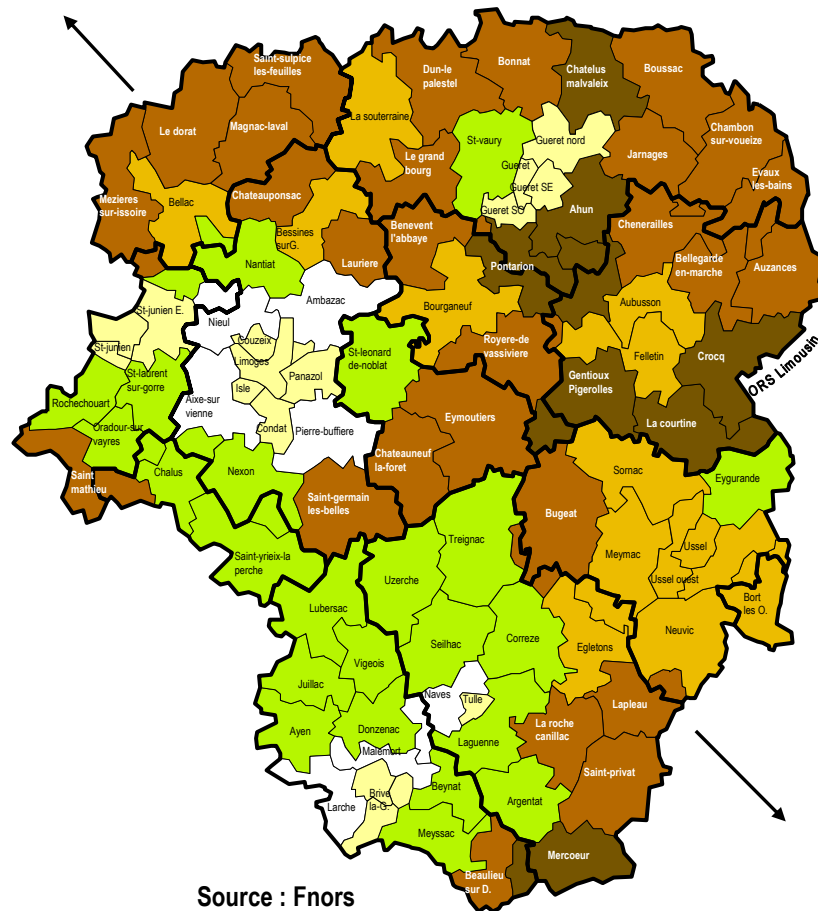 Saint-sulpice
les-feuilles
Dun-le
palestel
Bonnat
Chatelus
malvaleix
Boussac
La souterraine
Le dorat
Magnac-laval
St-vaury
Gueret nord
Chambon
sur-voueize
Le grand
bourg
Gueret
Jarnages
Evaux
les-bains
Gueret SE
Mezieres
sur-issoire
Bellac
Chateauponsac
Gueret SO
Ahun
Bessines
surG.
Benevent
l'abbaye
Chenerailles
Nantiat
Lauriere
Pontarion
Bellegarde
en-marche
Auzances
Ambazac
Bourganeuf
Aubusson
St-junien E.
Nieul
Couzeix
St-junien
Limoges
St-leonard
de-noblat
Royere-de
vassiviere
Felletin
Crocq
ORS Limousin
St-laurent
sur-gorre
Panazol
Isle
Gentioux
Pigerolles
Rochechouart
Aixe-sur
vienne
Eymoutiers
La courtine
Oradour-sur
vayres
Condat
Pierre-buffiere
Chateauneuf
la-foret
Saint
mathieu
Chalus
Nexon
Sornac
Eygurande
Saint-germain
les-belles
Bugeat
Treignac
Ussel
Saint-yrieix-la
perche
Uzerche
Meymac
Ussel ouest
Bort
les O.
Lubersac
Seilhac
Correze
Egletons
Neuvic
Vigeois
Juillac
Naves
Tulle
Lapleau
Ayen
Donzenac
La roche
canillac
Laguenne
Malemort
Saint-privat
Brive
la-G.
Beynat
Larche
Argentat
Meyssac
Mercoeur
Beaulieu
sur D.
Source : Fnors